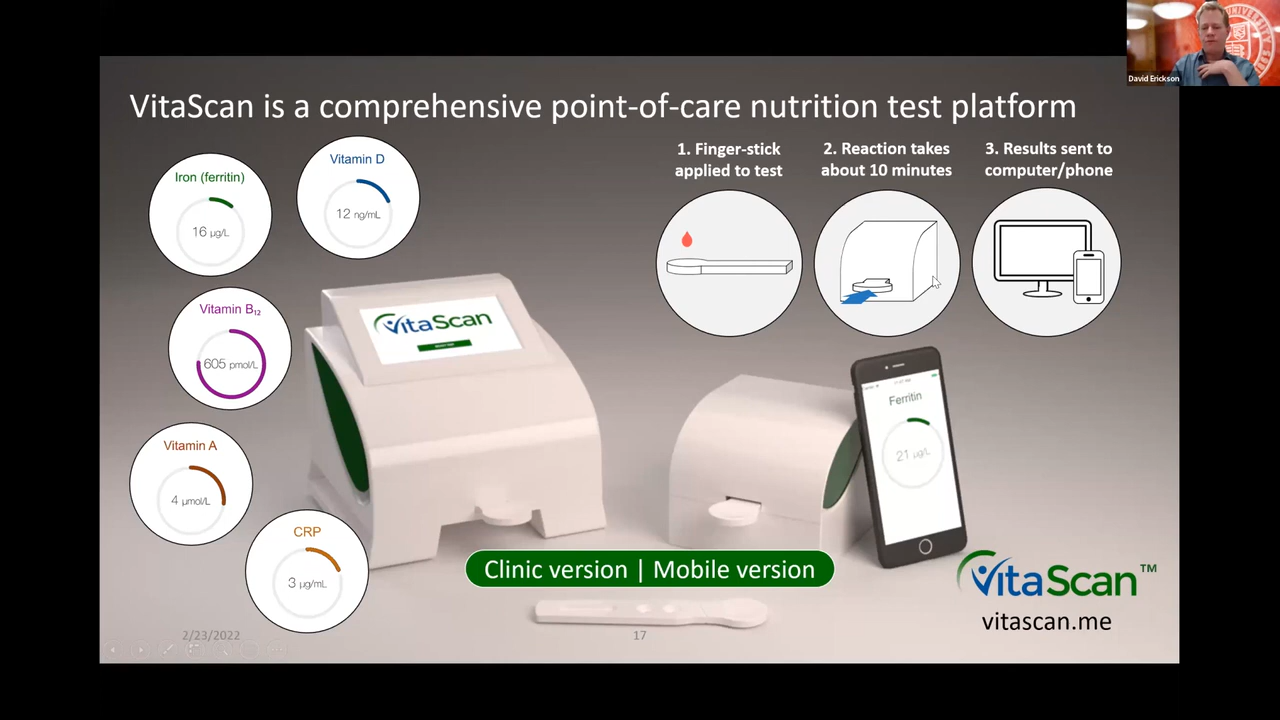 VitaScan is a comprehensive point-of-care nutrition test platform
Iron (ferritin)
16 µg/L
Vitamin D
12 ng/mL
Vitamin B₁₂
605 pmol/L
Vitamin A
4 µmol/L
CRP
3 µg/mL
1. Finger-stick
applied to test
2. Reaction takes
about 10 minutes
3. Results sent to
computer/phone
VitaScan
Ferritin
21 µg/L
Clinic version | Mobile version
VitaScan™
vitascan.me
2/23/2022
17
David Erickson